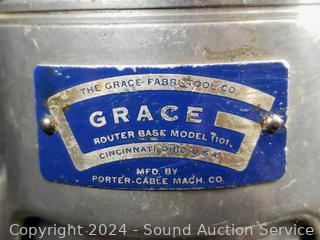 THE GRACE FABRI-TOOL CO.
GRACE G
ROUTER BASE MODEL 1101
CINCINNATI, OHIO U.S.A.
MFD. BY
PORTER-CABLE MACH. CO.
Copyright 2024 - Sound Auction Service